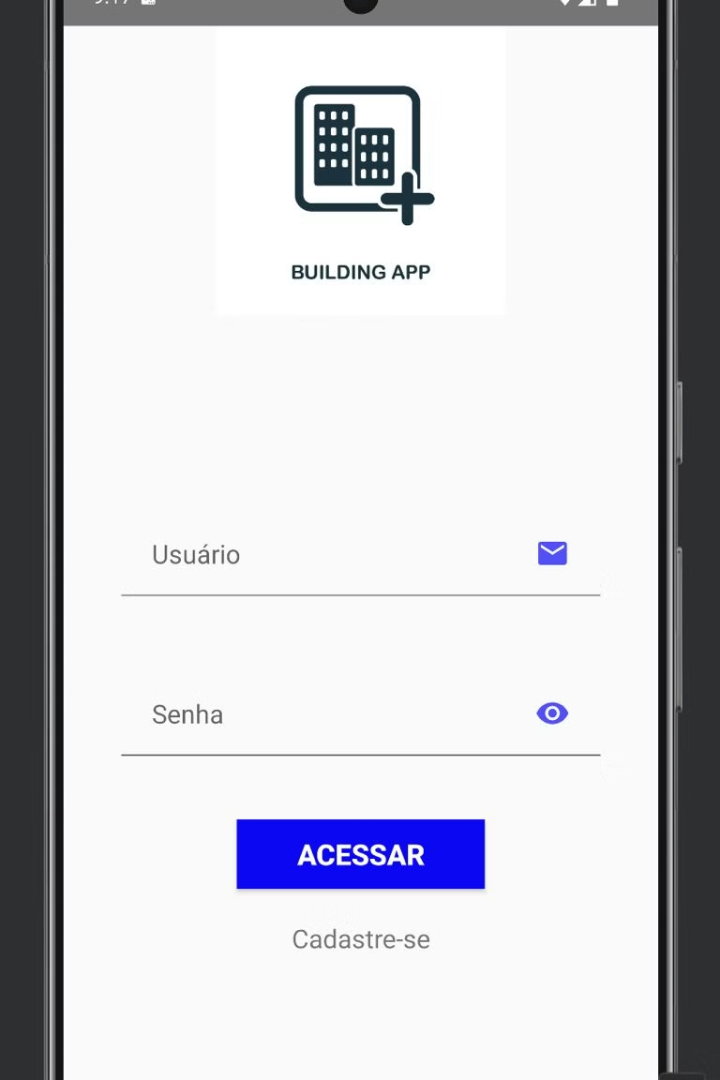 BUILDING APP
Usuário
Senha
ACESSAR
Cadastre-se